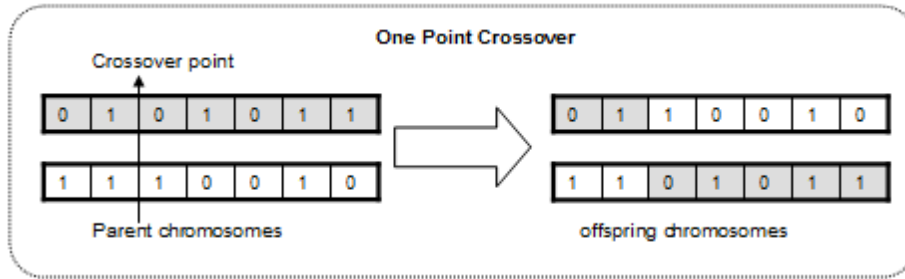 One Point Crossover
Crossover point
0 1 0 1 0 1 1
0 1 1 0 0 1 0
1 1 1 0 0 1 0
1 1 0 1 0 1 1
Parent chromosomes
offspring chromosomes